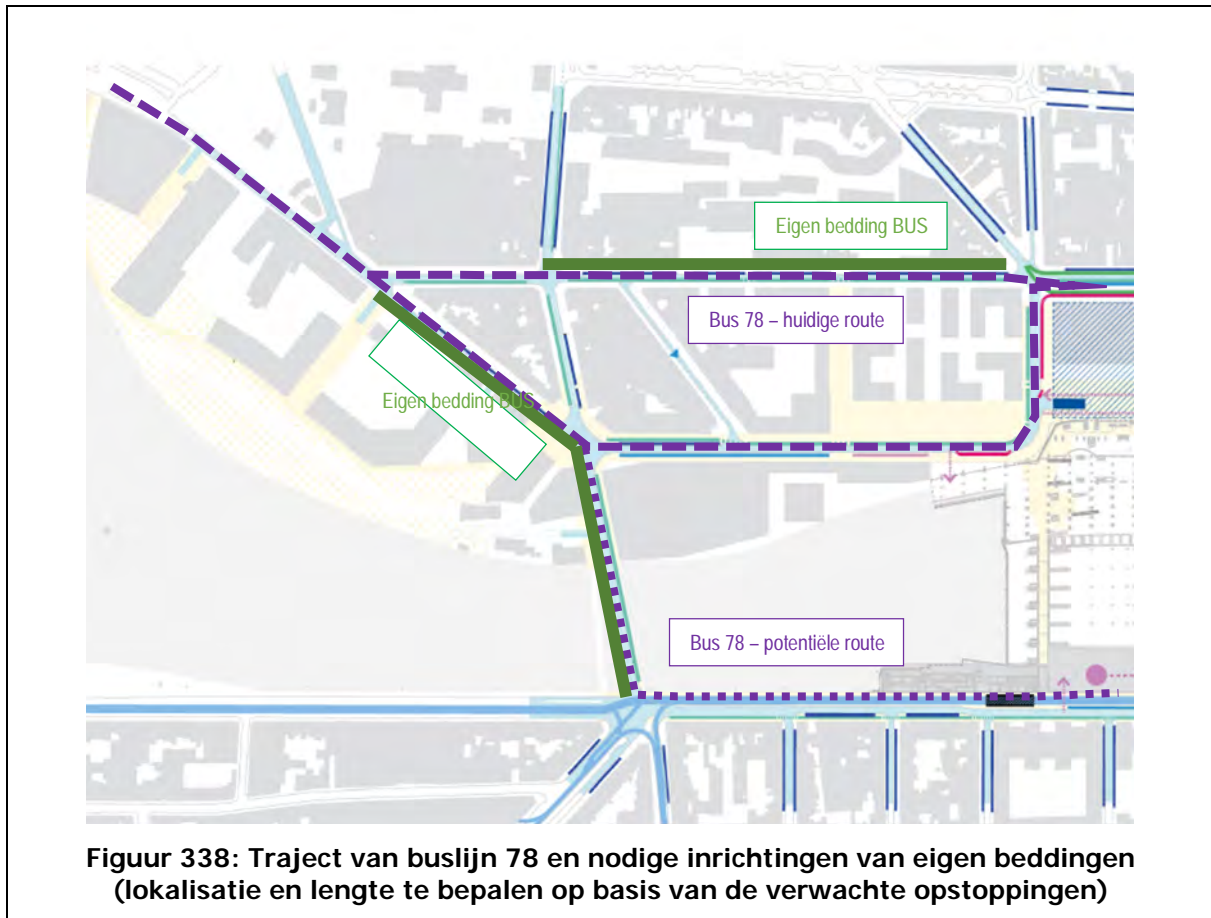 Eigen bedding BUS
Bus 78 – huidige route
Eigen bedding BUS
Bus 78 – potentiële route
Figuur 338: Traject van buslijn 78 en nodige inrichtingen van eigen beddingen
(lokalisatie en lengte te bepalen op basis van de verwachte opstoppingen)